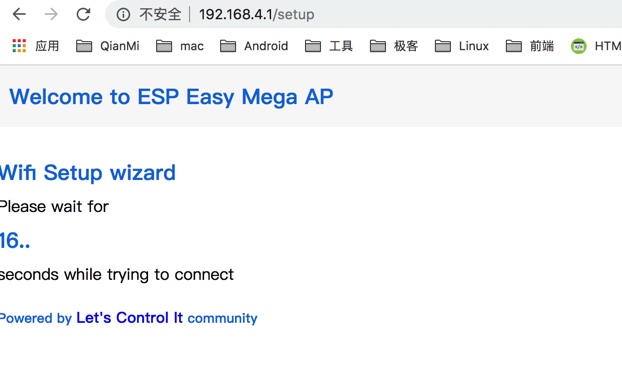 不安全 | 192.168.4.1/setup
应用 QianMi mac Android 工具 极客 Linux 前端 HTM
Welcome to ESP Easy Mega AP
Wifi Setup wizard
Please wait for
16..
seconds while trying to connect
Powered by Let's Control It community